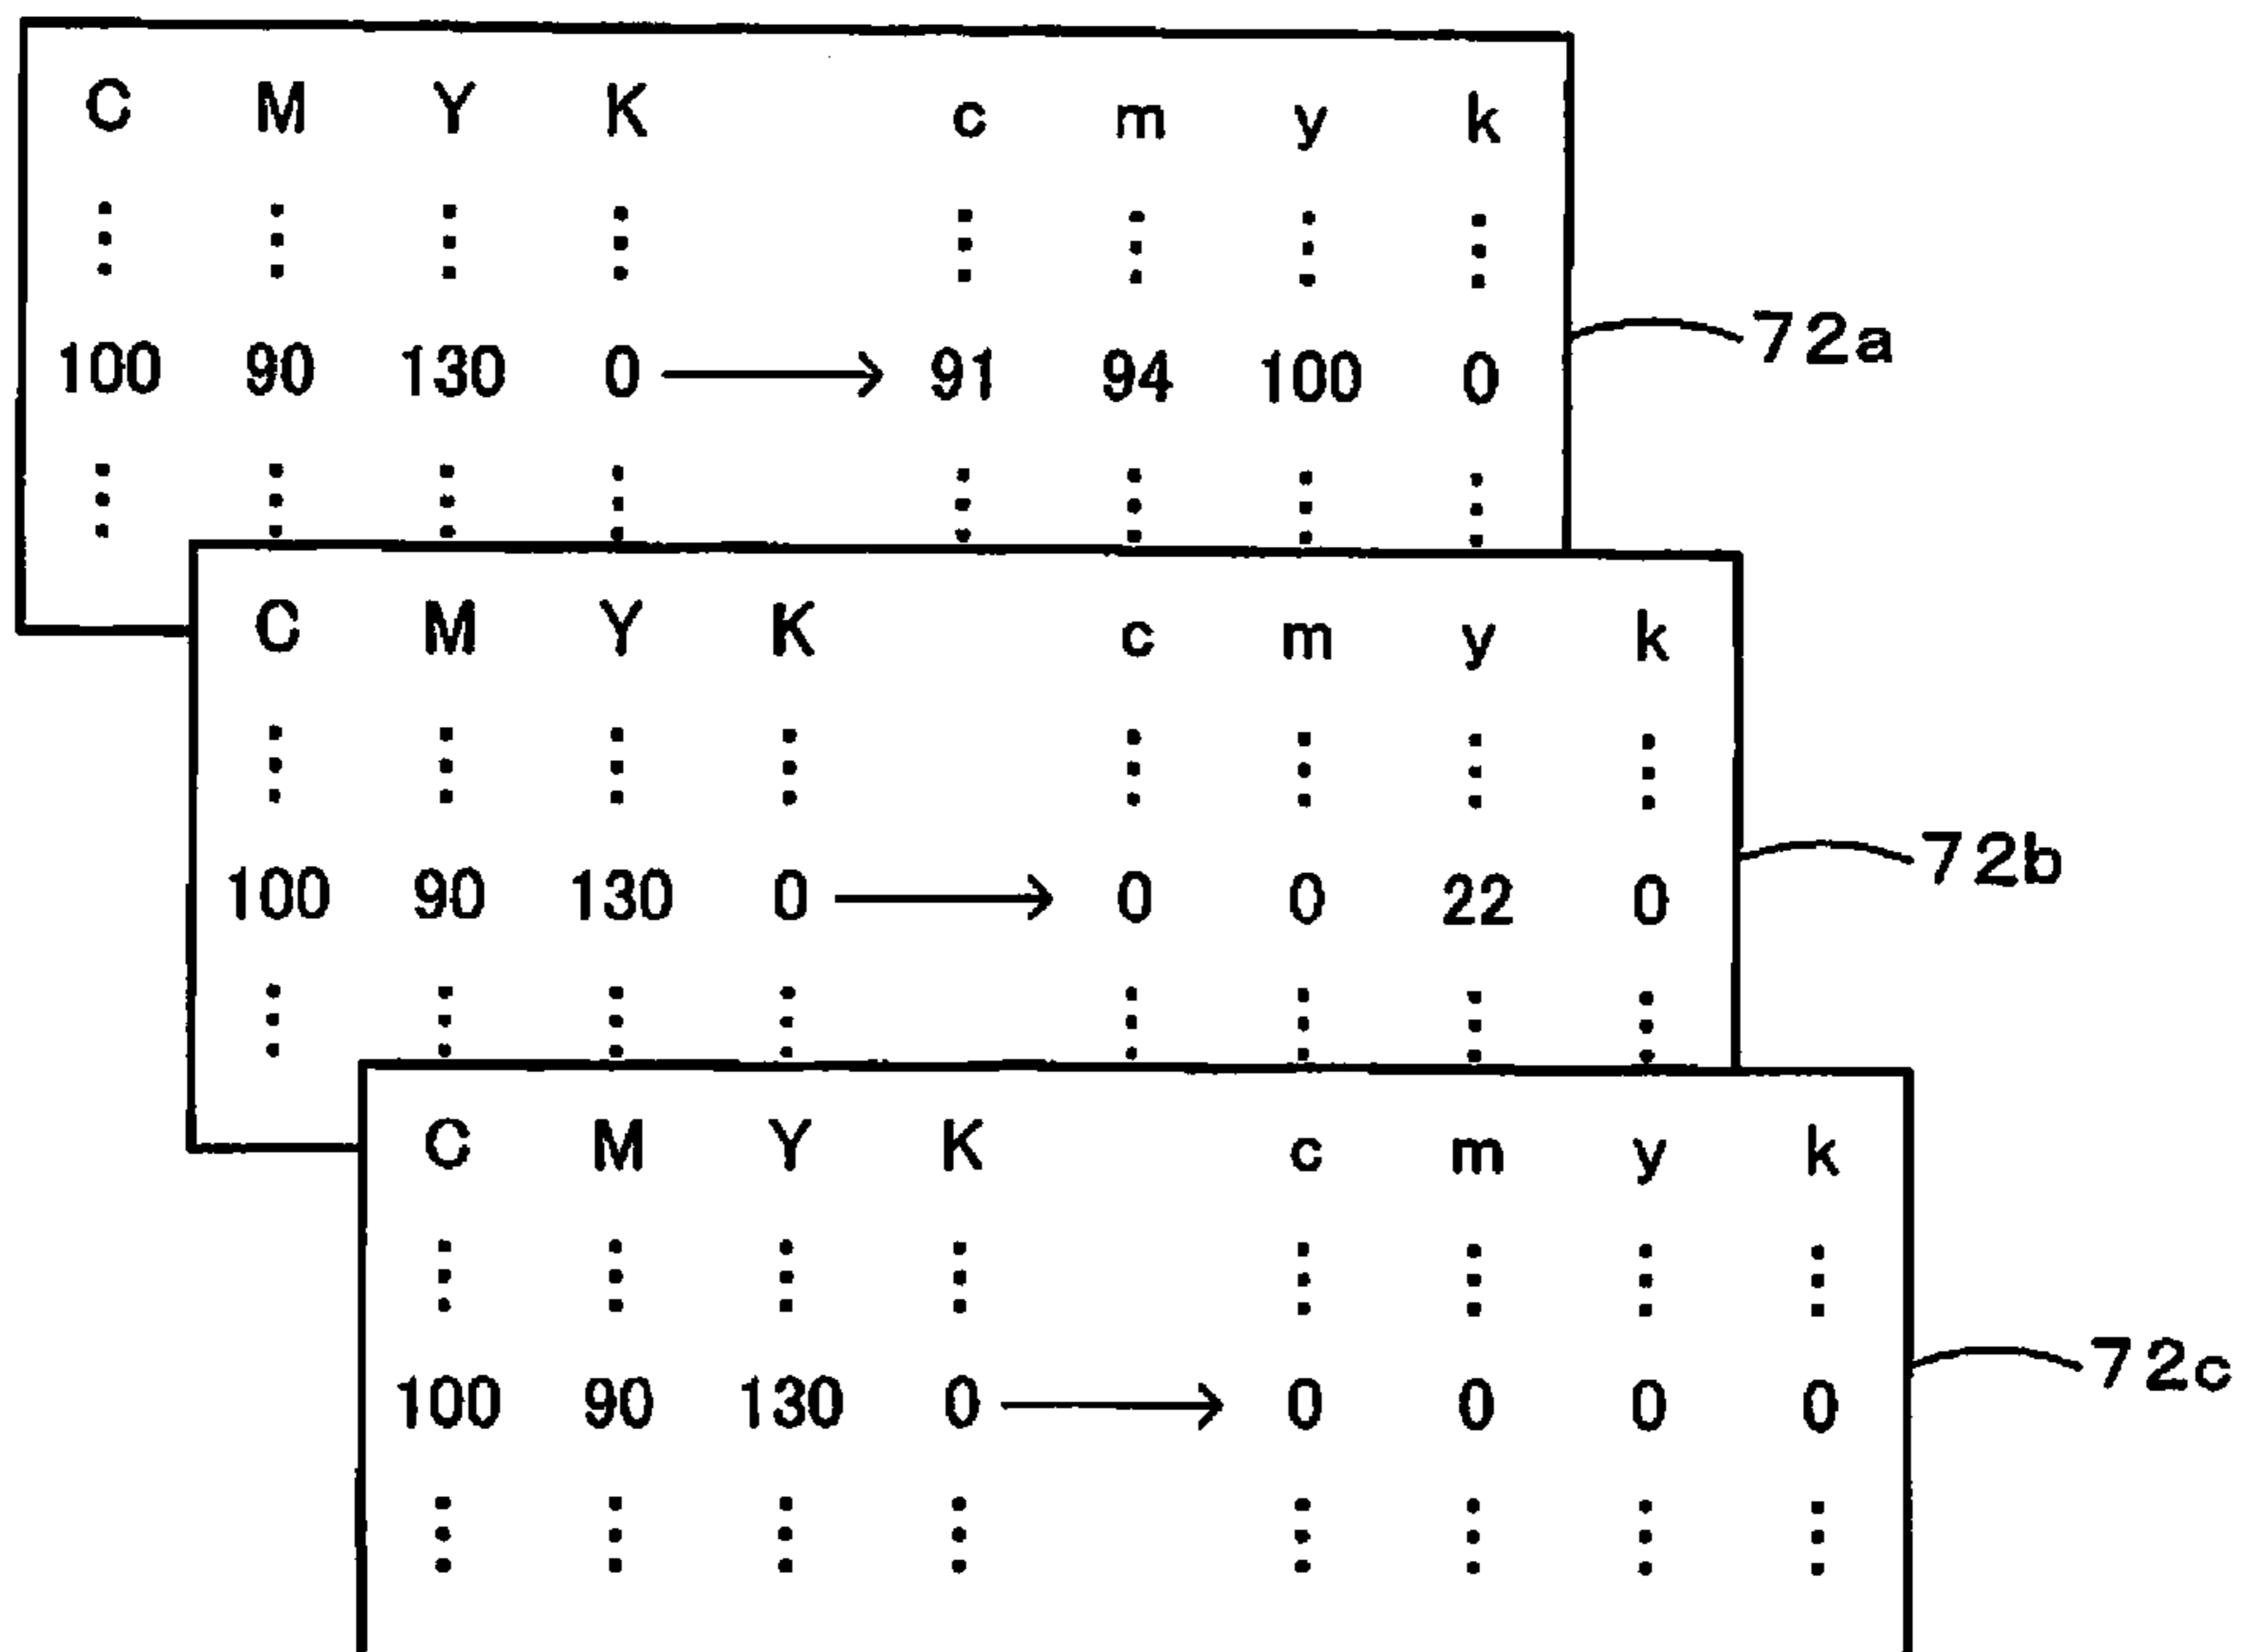 C M Y K c m y k
100 90 130 0 → 91 94 100 0
72a
C M Y K c m y k
100 90 130 0 → 0 0 22 0
72b
C M Y K c m y k
100 90 130 0 → 0 0 0 0
72c